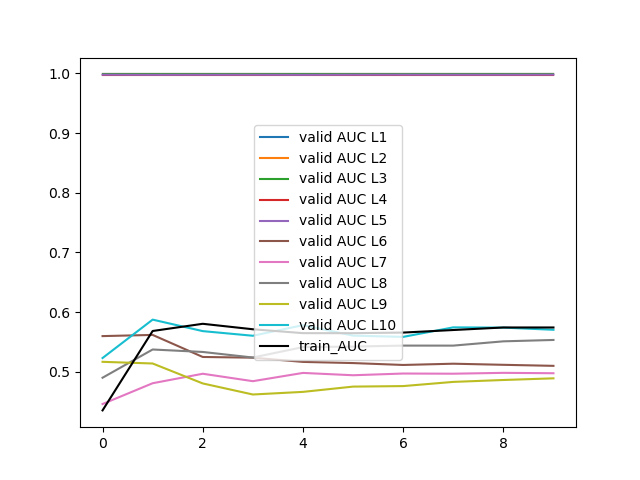 1.0
0.9
0.8
0.7
0.6
0.5
valid AUC L1
valid AUC L2
valid AUC L3
valid AUC L4
valid AUC L5
valid AUC L6
valid AUC L7
valid AUC L8
valid AUC L9
valid AUC L10
train_AUC
0 2 4 6 8